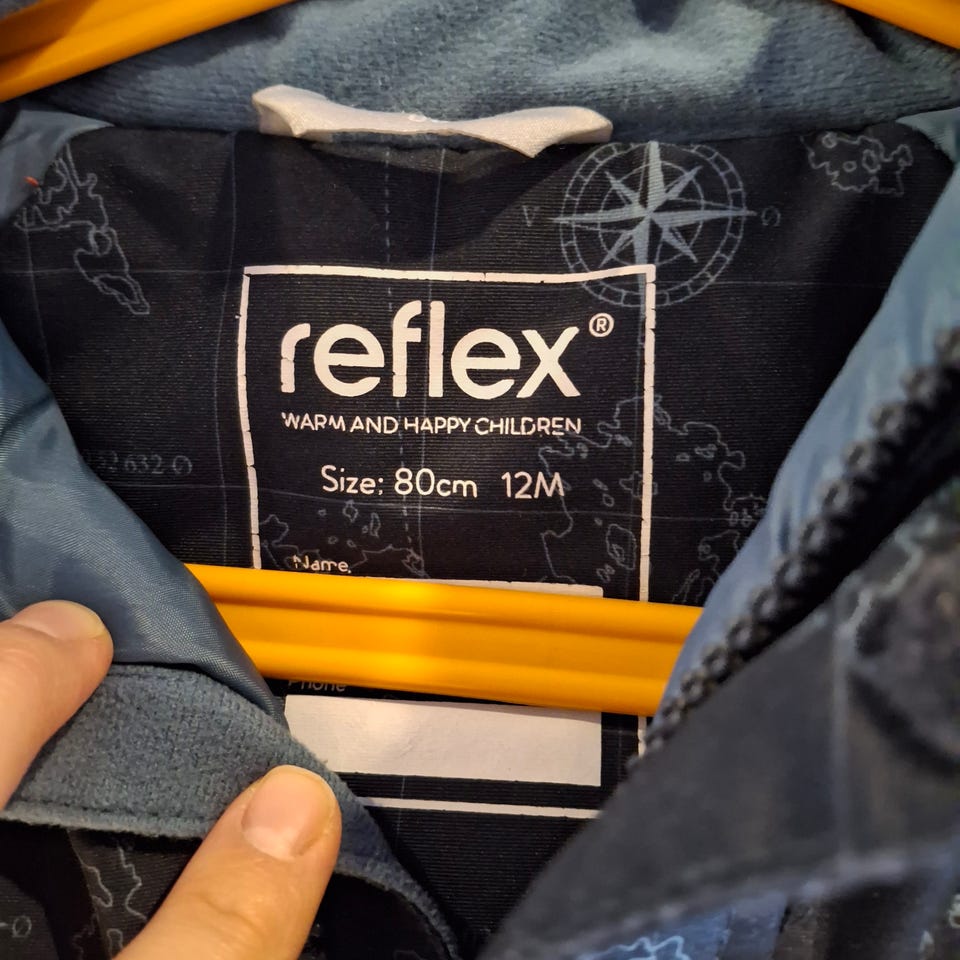 reflex®
WARM AND HAPPY CHILDREN
Size: 80cm 12M
Name
Phone